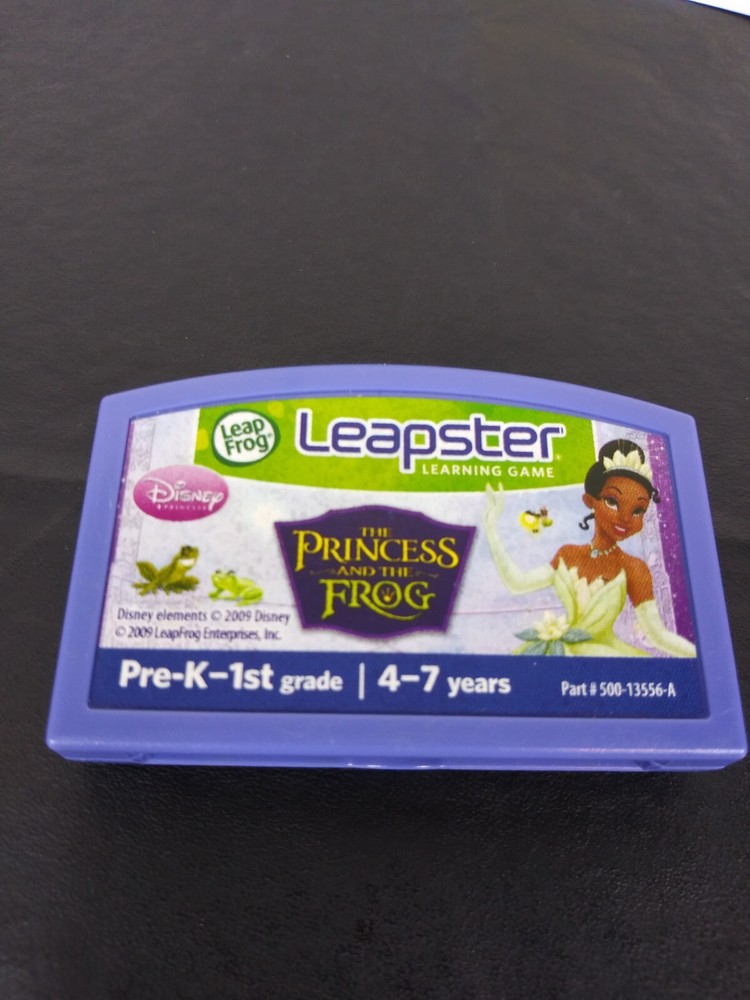 Leap
Frog®
Leapster®
LEARNING GAME
Disney
PRINCESS
THE
PRINCESS
AND THE
FROG
Disney elements © 2009 Disney
© 2009 LeapFrog Enterprises, Inc.
Pre-K–1st grade | 4–7 years
Part # 500-13556-A